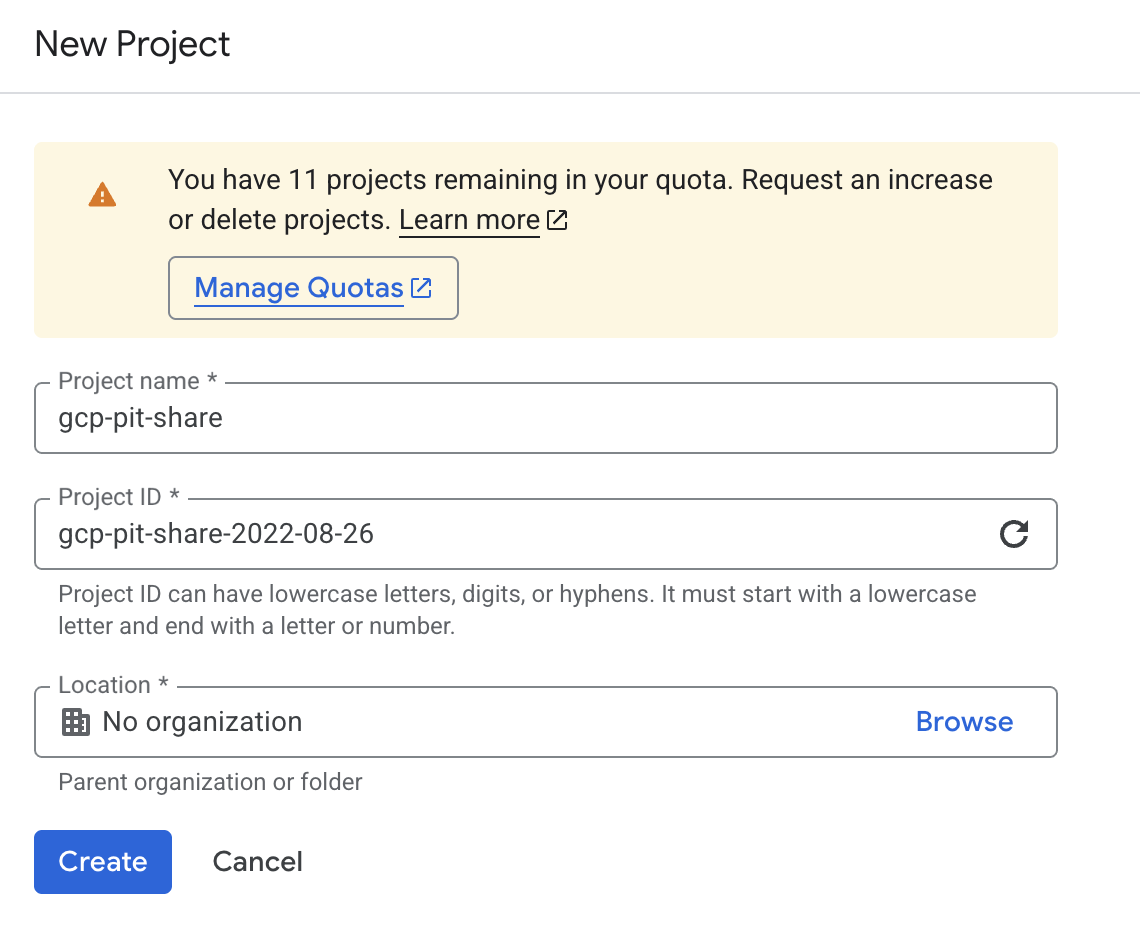 New Project
You have 11 projects remaining in your quota. Request an increase
or delete projects. Learn more
Manage Quotas
Project name *
gcp-pit-share
Project ID *
gcp-pit-share-2022-08-26
Project ID can have lowercase letters, digits, or hyphens. It must start with a lowercase
letter and end with a letter or number.
Location *
No organization Browse
Parent organization or folder
Create Cancel